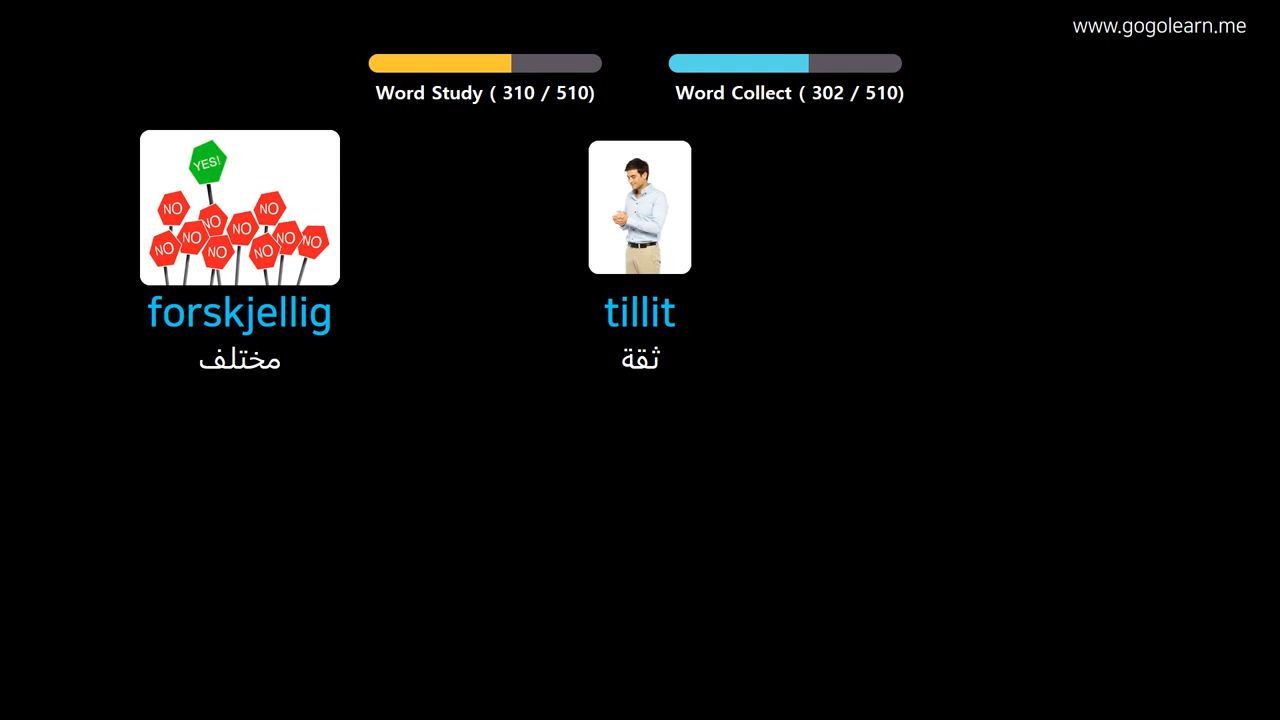 www.gogolearn.me
Word Study ( 310 / 510)
Word Collect ( 302 / 510)
YES!
NO
NO
NO
NO
NO
NO
NO
NO
NO
NO
forskjellig
مختلف
tillit
ثقة